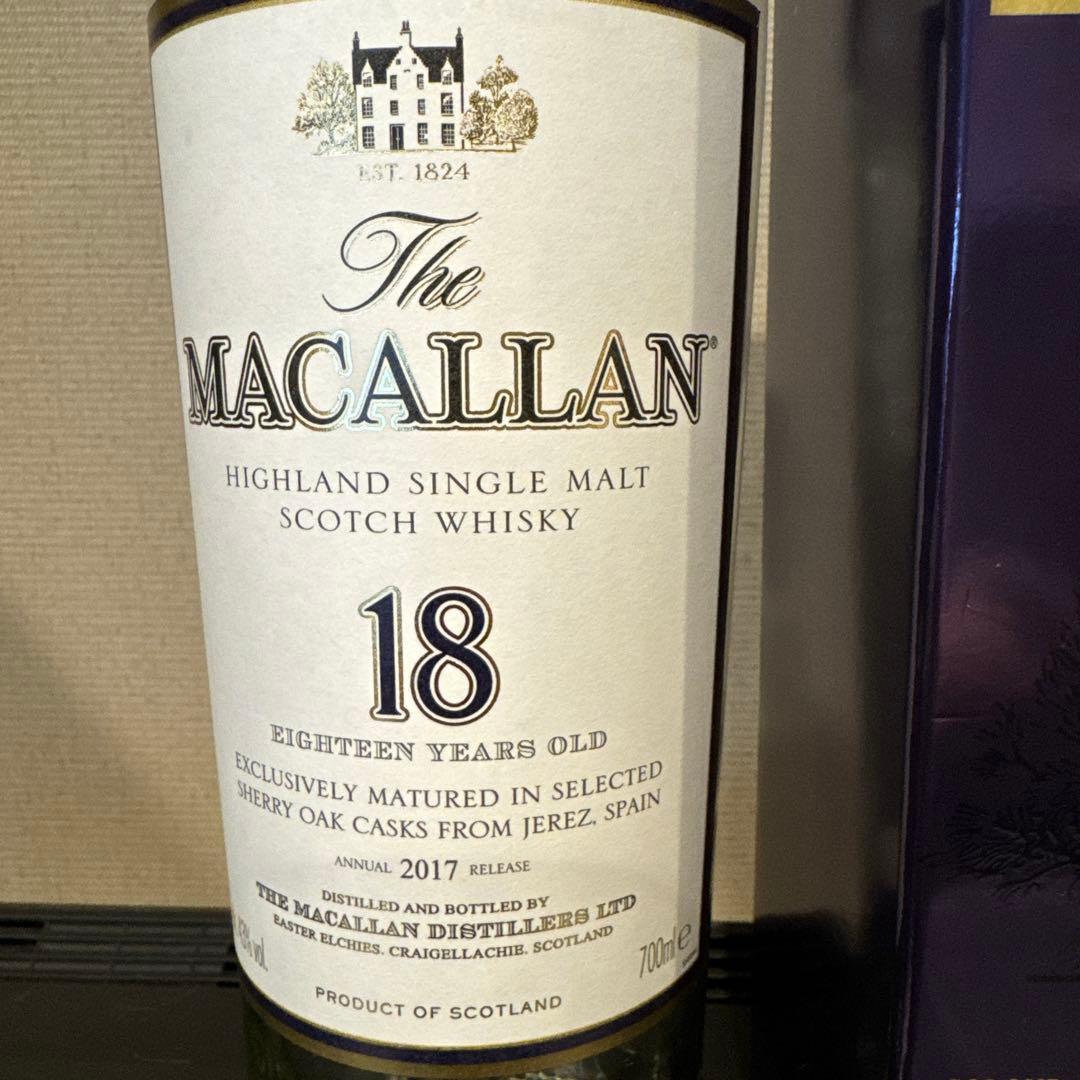 EST. 1824
The
MACALLAN®
HIGHLAND SINGLE MALT
SCOTCH WHISKY
18
EIGHTEEN YEARS OLD
EXCLUSIVELY MATURED IN SELECTED
SHERRY OAK CASKS FROM JEREZ, SPAIN
ANNUAL 2017 RELEASE
DISTILLED AND BOTTLED BY
THE MACALLAN DISTILLERS LTD
EASTER ELCHIES, CRAIGELLACHIE, SCOTLAND
vol. 700ml e
PRODUCT OF SCOTLAND